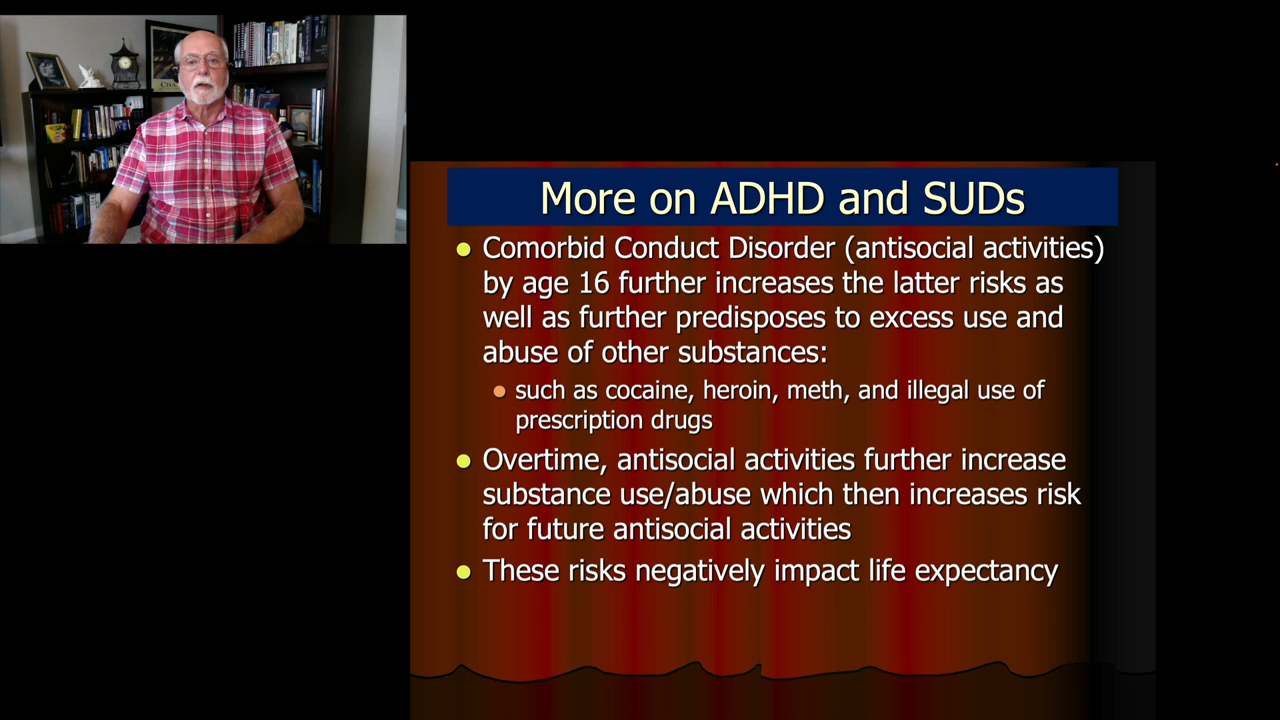 More on ADHD and SUDs
Comorbid Conduct Disorder (antisocial activities)
by age 16 further increases the latter risks as
well as further predisposes to excess use and
abuse of other substances:
such as cocaine, heroin, meth, and illegal use of
prescription drugs
Overtime, antisocial activities further increase
substance use/abuse which then increases risk
for future antisocial activities
These risks negatively impact life expectancy